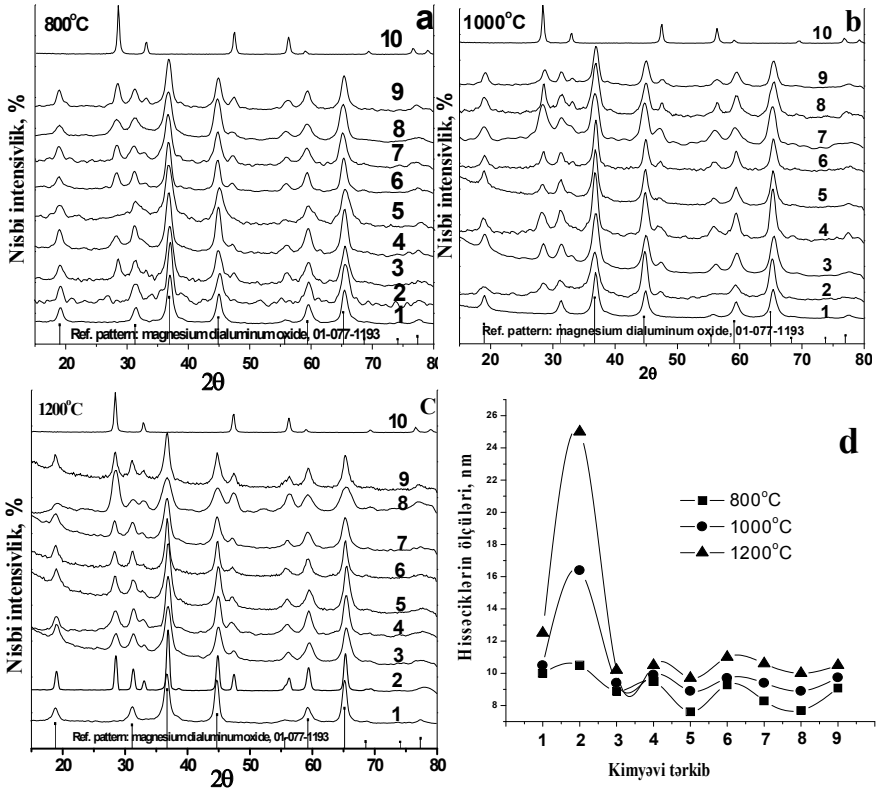 800°C
a
10
9
8
7
6
5
4
3
2
1
Nisbi intensivlik, %
Ref. pattern: magnesium dialuminum oxide, 01-077-1193
20 30 40 50 60 70 80
2θ
1000°C
b
10
9
8
7
6
5
4
3
2
1
Nisbi intensivlik, %
Ref. pattern: magnesium dialuminum oxide, 01-077-1193
20 30 40 50 60 70 80
2θ
1200°C
C
10
9
8
7
6
5
4
3
2
1
Nisbi intensivlik, %
Ref. pattern: magnesium dialuminum oxide, 01-077-1193
20 30 40 50 60 70 80
2θ
d
Hissəciklərin ölçüləri, nm
26
24
22
20
18
16
14
12
10
8
800°C
1000°C
1200°C
1 2 3 4 5 6 7 8 9
Kimyəvi tərkib